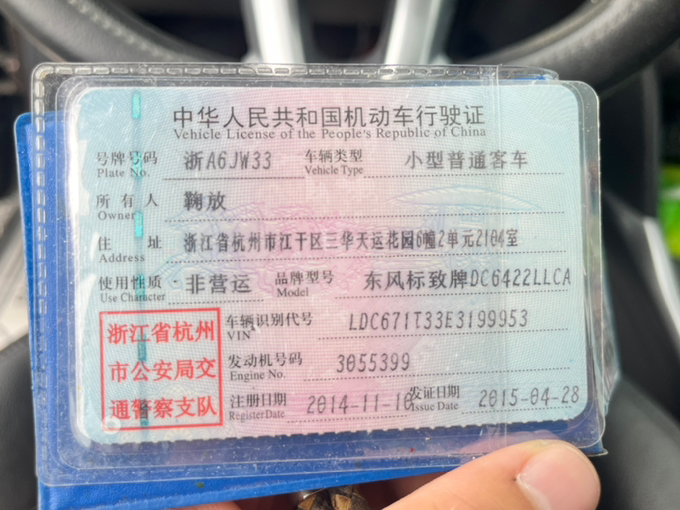 中华人民共和国机动车行驶证
Vehicle License of the People's Republic of China
号牌号码 浙A6JW33 车辆类型 小型普通客车
Plate No. Vehicle Type
所有人 鞠放
Owner
住址 浙江省杭州市江干区三华天运花园6幢2单元2104室
Address
使用性质 非营运 品牌型号 东风标致牌DC6422LLCA
Use Character Model
浙江省杭州 车辆识别代号 LDC671T33E3199953
VIN
市公安局交 发动机号码 3055399
Engine No.
通警察支队 注册日期 2014-11-10 发证日期 2015-04-28
Register Date Issue Date